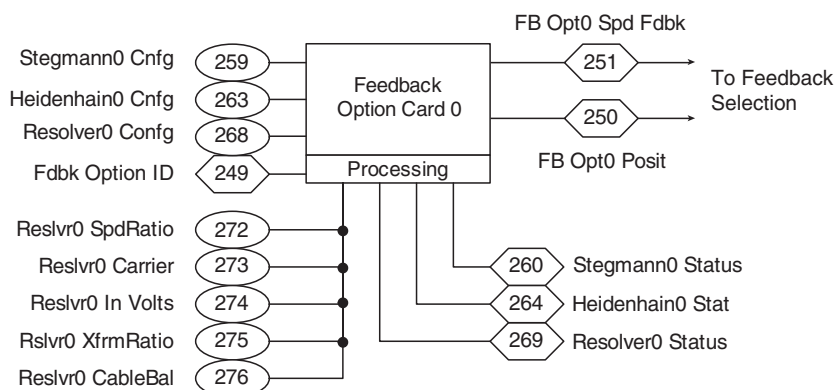 FB Opt0 Spd Fdbk
Stegmann0 Cnfg 259
Heidenhain0 Cnfg 263
Resolver0 Confg 268
Fdbk Option ID 249
Feedback
Option Card 0
Processing
251
250
FB Opt0 Posit
To Feedback
Selection
Reslvr0 SpdRatio 272
Reslvr0 Carrier 273
Reslvr0 In Volts 274
Rslvr0 XfrmRatio 275
Reslvr0 CableBal 276
260 Stegmann0 Status
264 Heidenhain0 Stat
269 Resolver0 Status